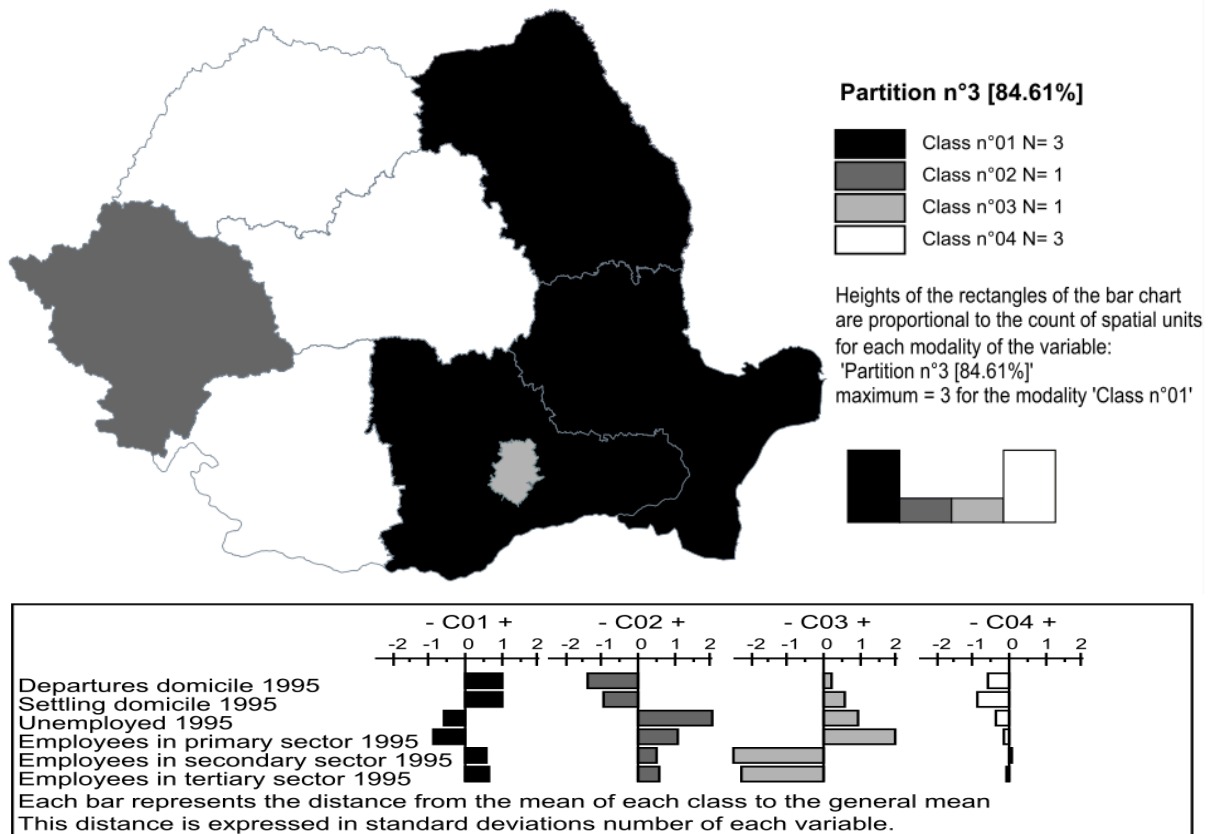 Partition n°3 [84.61%]
Class n°01 N= 3
Class n°02 N= 1
Class n°03 N= 1
Class n°04 N= 3
Heights of the rectangles of the bar chart
are proportional to the count of spatial units
for each modality of the variable:
'Partition n°3 [84.61%]'
maximum = 3 for the modality 'Class n°01'
- C01 + - C02 + - C03 + - C04 +
-2 -1 0 1 2 -2 -1 0 1 2 -2 -1 0 1 2 -2 -1 0 1 2
Departures domicile 1995
Settling domicile 1995
Unemployed 1995
Employees in primary sector 1995
Employees in secondary sector 1995
Employees in tertiary sector 1995
Each bar represents the distance from the mean of each class to the general mean
This distance is expressed in standard deviations number of each variable.